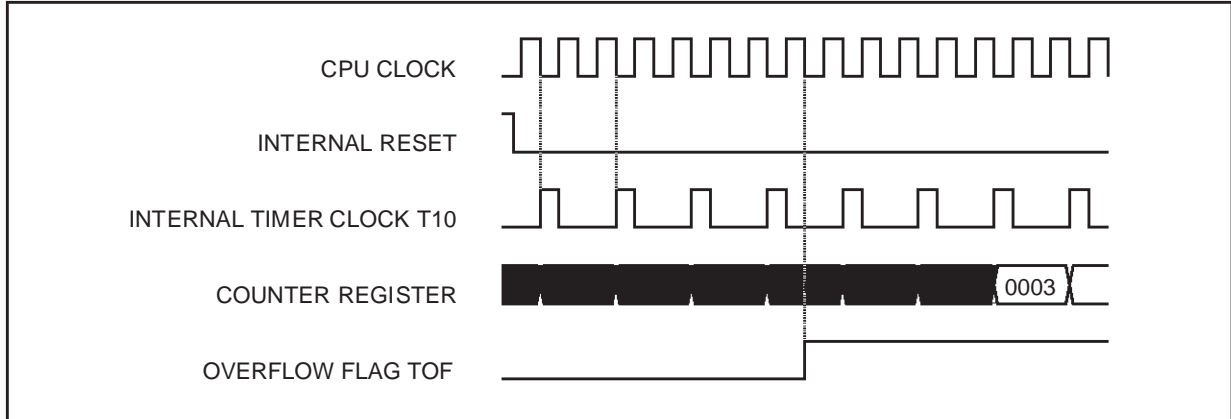 CPU CLOCK
INTERNAL RESET
INTERNAL TIMER CLOCK T10
COUNTER REGISTER
0003
OVERFLOW FLAG TOF